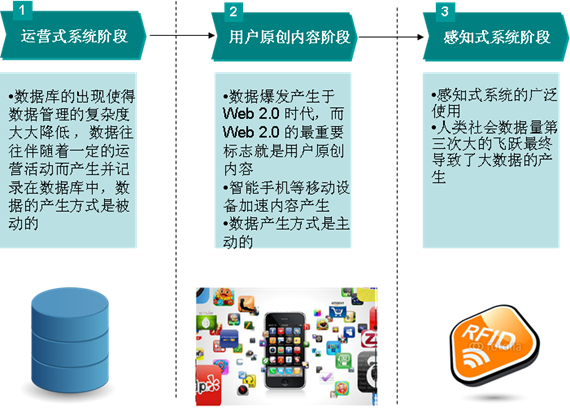 1
运营式系统阶段
2
用户原创内容阶段
3
感知式系统阶段
•数据库的出现使得
数据管理的复杂度
大大降低，数据往
往伴随着一定的运
营活动而产生并记
录在数据库中，数
据的产生方式是被
动的
•数据爆发产生于
Web 2.0 时代，而
Web 2.0 的最重要
标志就是用户原创
内容
•智能手机等移动设
备加速内容产生
•数据产生方式是主
动的
•感知式系统的广泛
使用
•人类社会数据量第
三次大的飞跃最终
导致了大数据的产
生
RFID